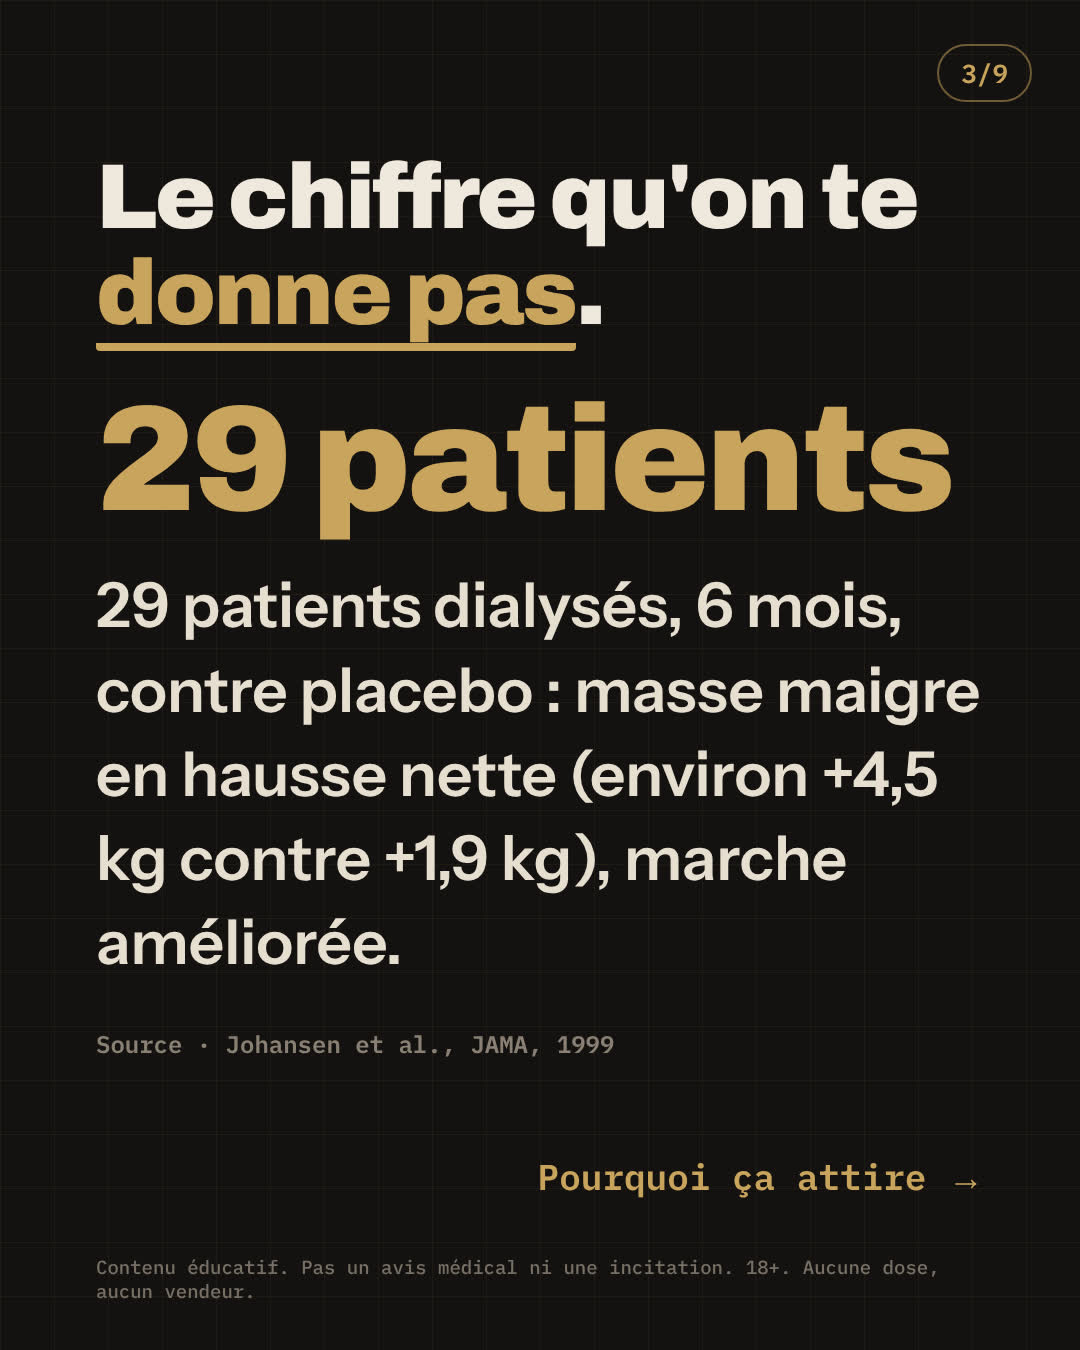 3/9
Le chiffre qu'on te
donne pas.
29 patients
29 patients dialysés, 6 mois,
contre placebo : masse maigre
en hausse nette (environ +4,5
kg contre +1,9 kg), marche
améliorée.
Source · Johansen et al., JAMA, 1999
Pourquoi ça attire →
Contenu éducatif. Pas un avis médical ni une incitation. 18+. Aucune dose,
aucun vendeur.